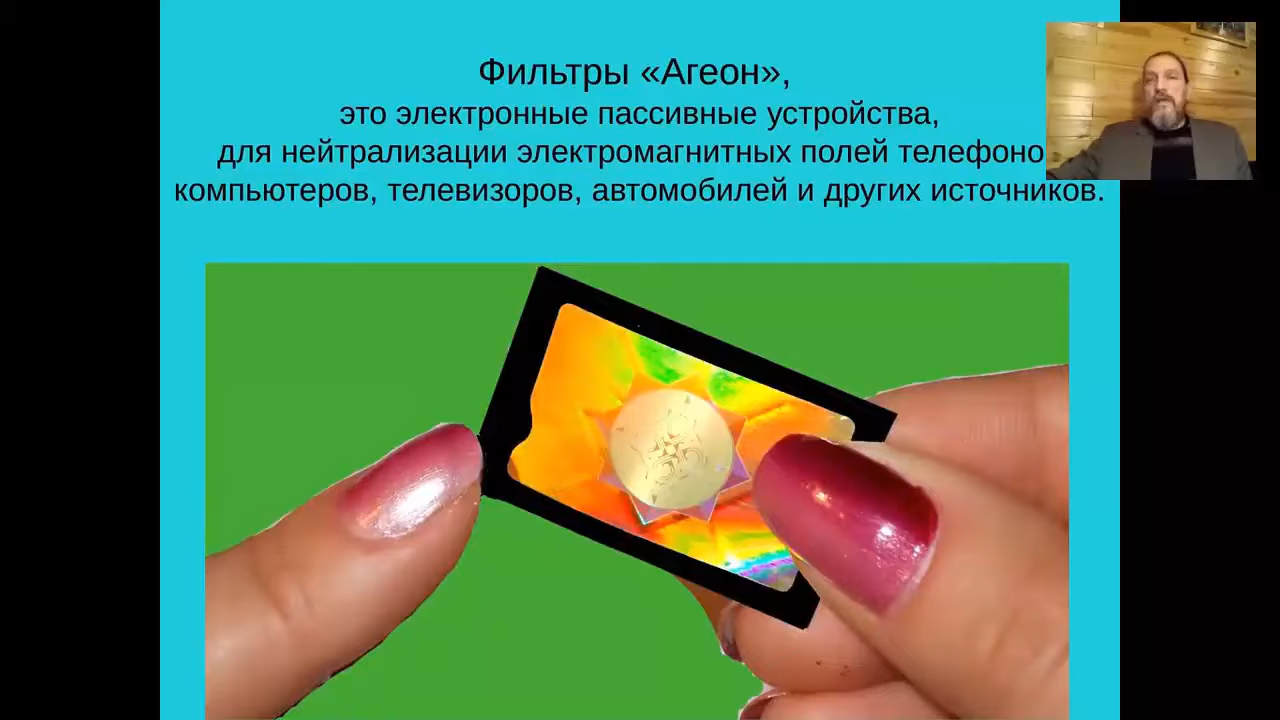 Фильтры «Агеон»,
это электронные пассивные устройства,
для нейтрализации электромагнитных полей телефоно
компьютеров, телевизоров, автомобилей и других источников.